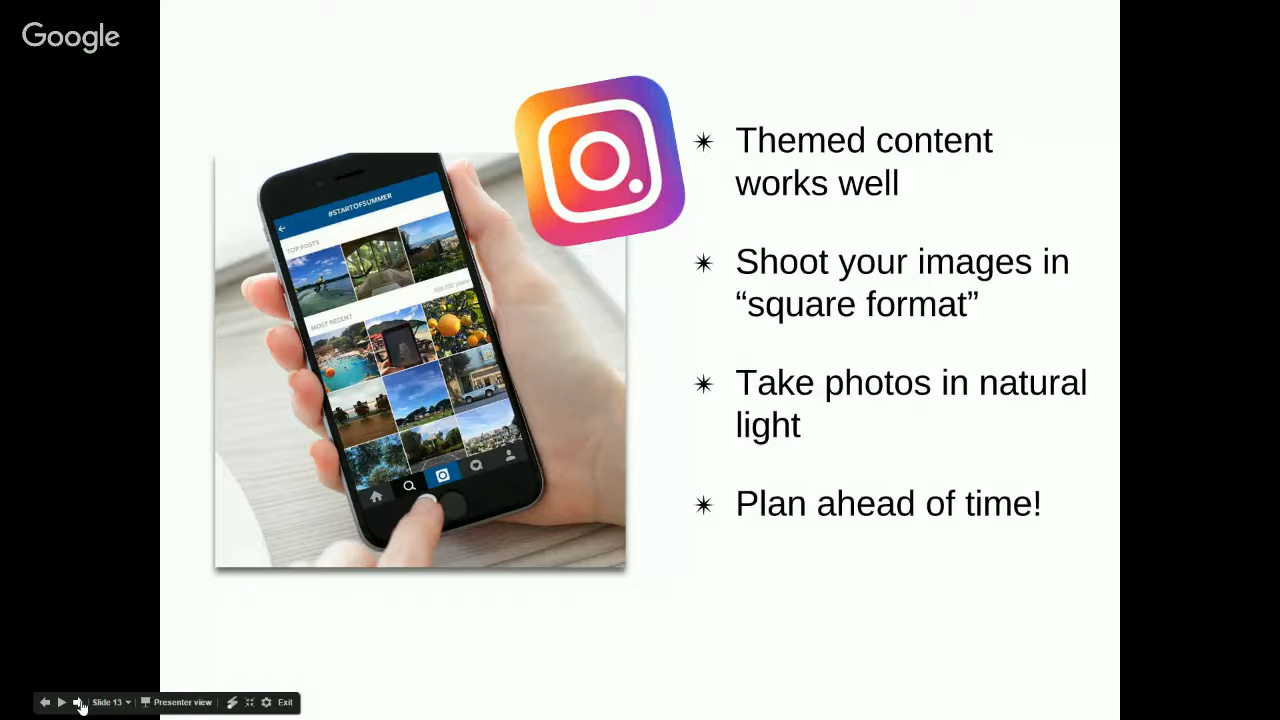 Google
#STARTOFSUMMER
TOP POSTS
MOST RECENT
Themed content
works well
Shoot your images in
“square format”
Take photos in natural
light
Plan ahead of time!
Slide 13
Presenter view
Exit